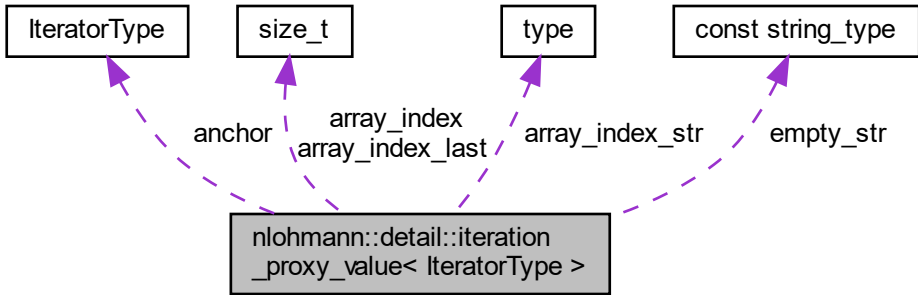 IteratorType
size_t
type
const string_type
anchor
array_index
array_index_last
array_index_str
empty_str
nlohmann::detail::iteration
_proxy_value< IteratorType >